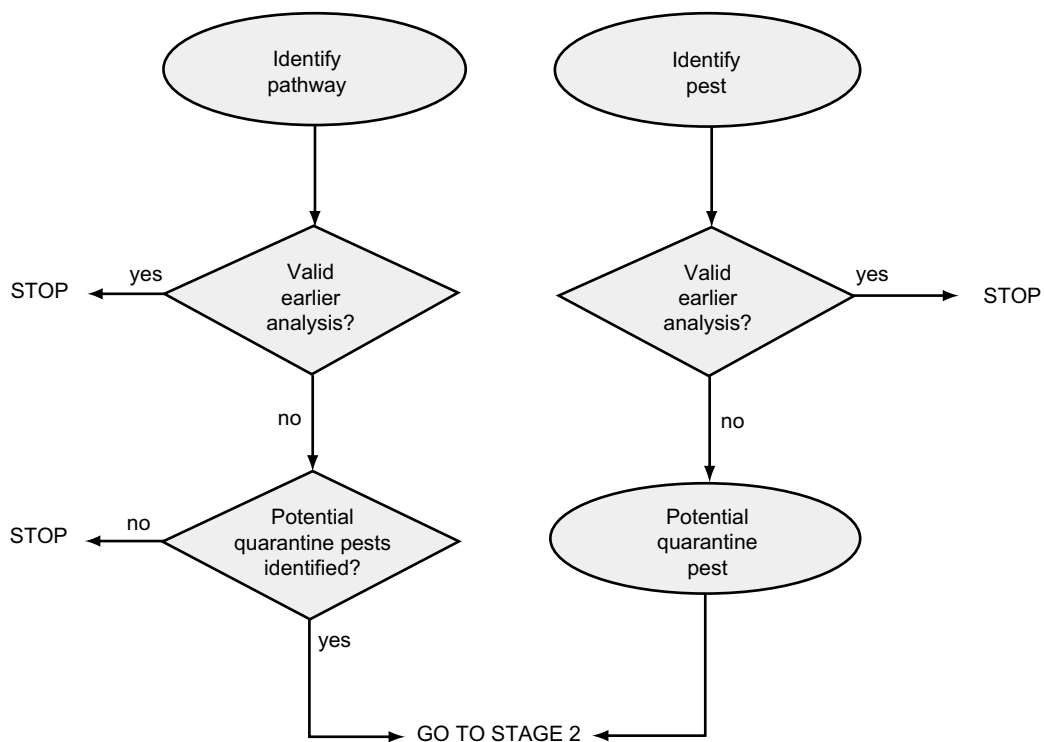 Identify
pathway
Identify
pest
STOP
yes
Valid
earlier
analysis?
Valid
earlier
analysis?
yes
STOP
no
no
STOP
no
Potential
quarantine pests
identified?
Potential
quarantine
pest
yes
GO TO STAGE 2